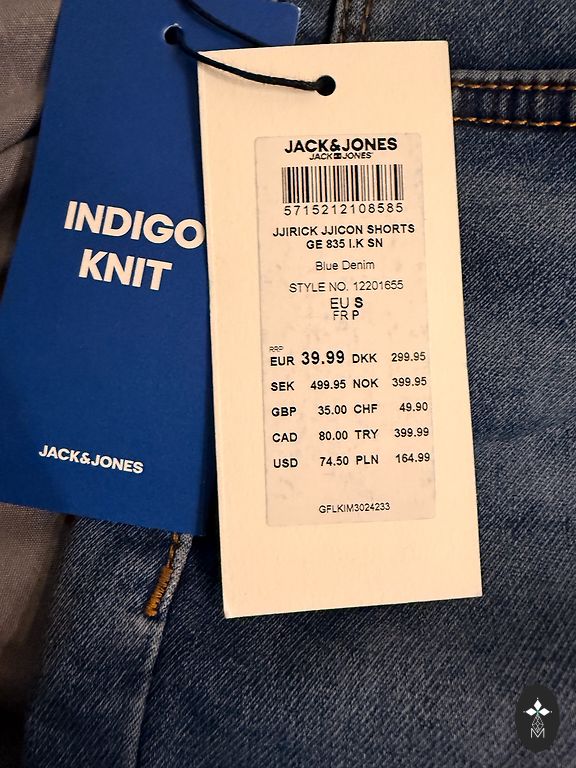 INDIGO
KNIT
JACK&JONES
JACK&JONES
JACK&JONES
5715212108585
JJIRICK JJICON SHORTS
GE 835 I.K SN
Blue Denim
STYLE NO. 12201655
EU S
FR P
RRP
EUR 39.99 DKK 299.95
SEK 499.95 NOK 399.95
GBP 35.00 CHF 49.90
CAD 80.00 TRY 399.99
USD 74.50 PLN 164.99
GFLKIM3024233
M